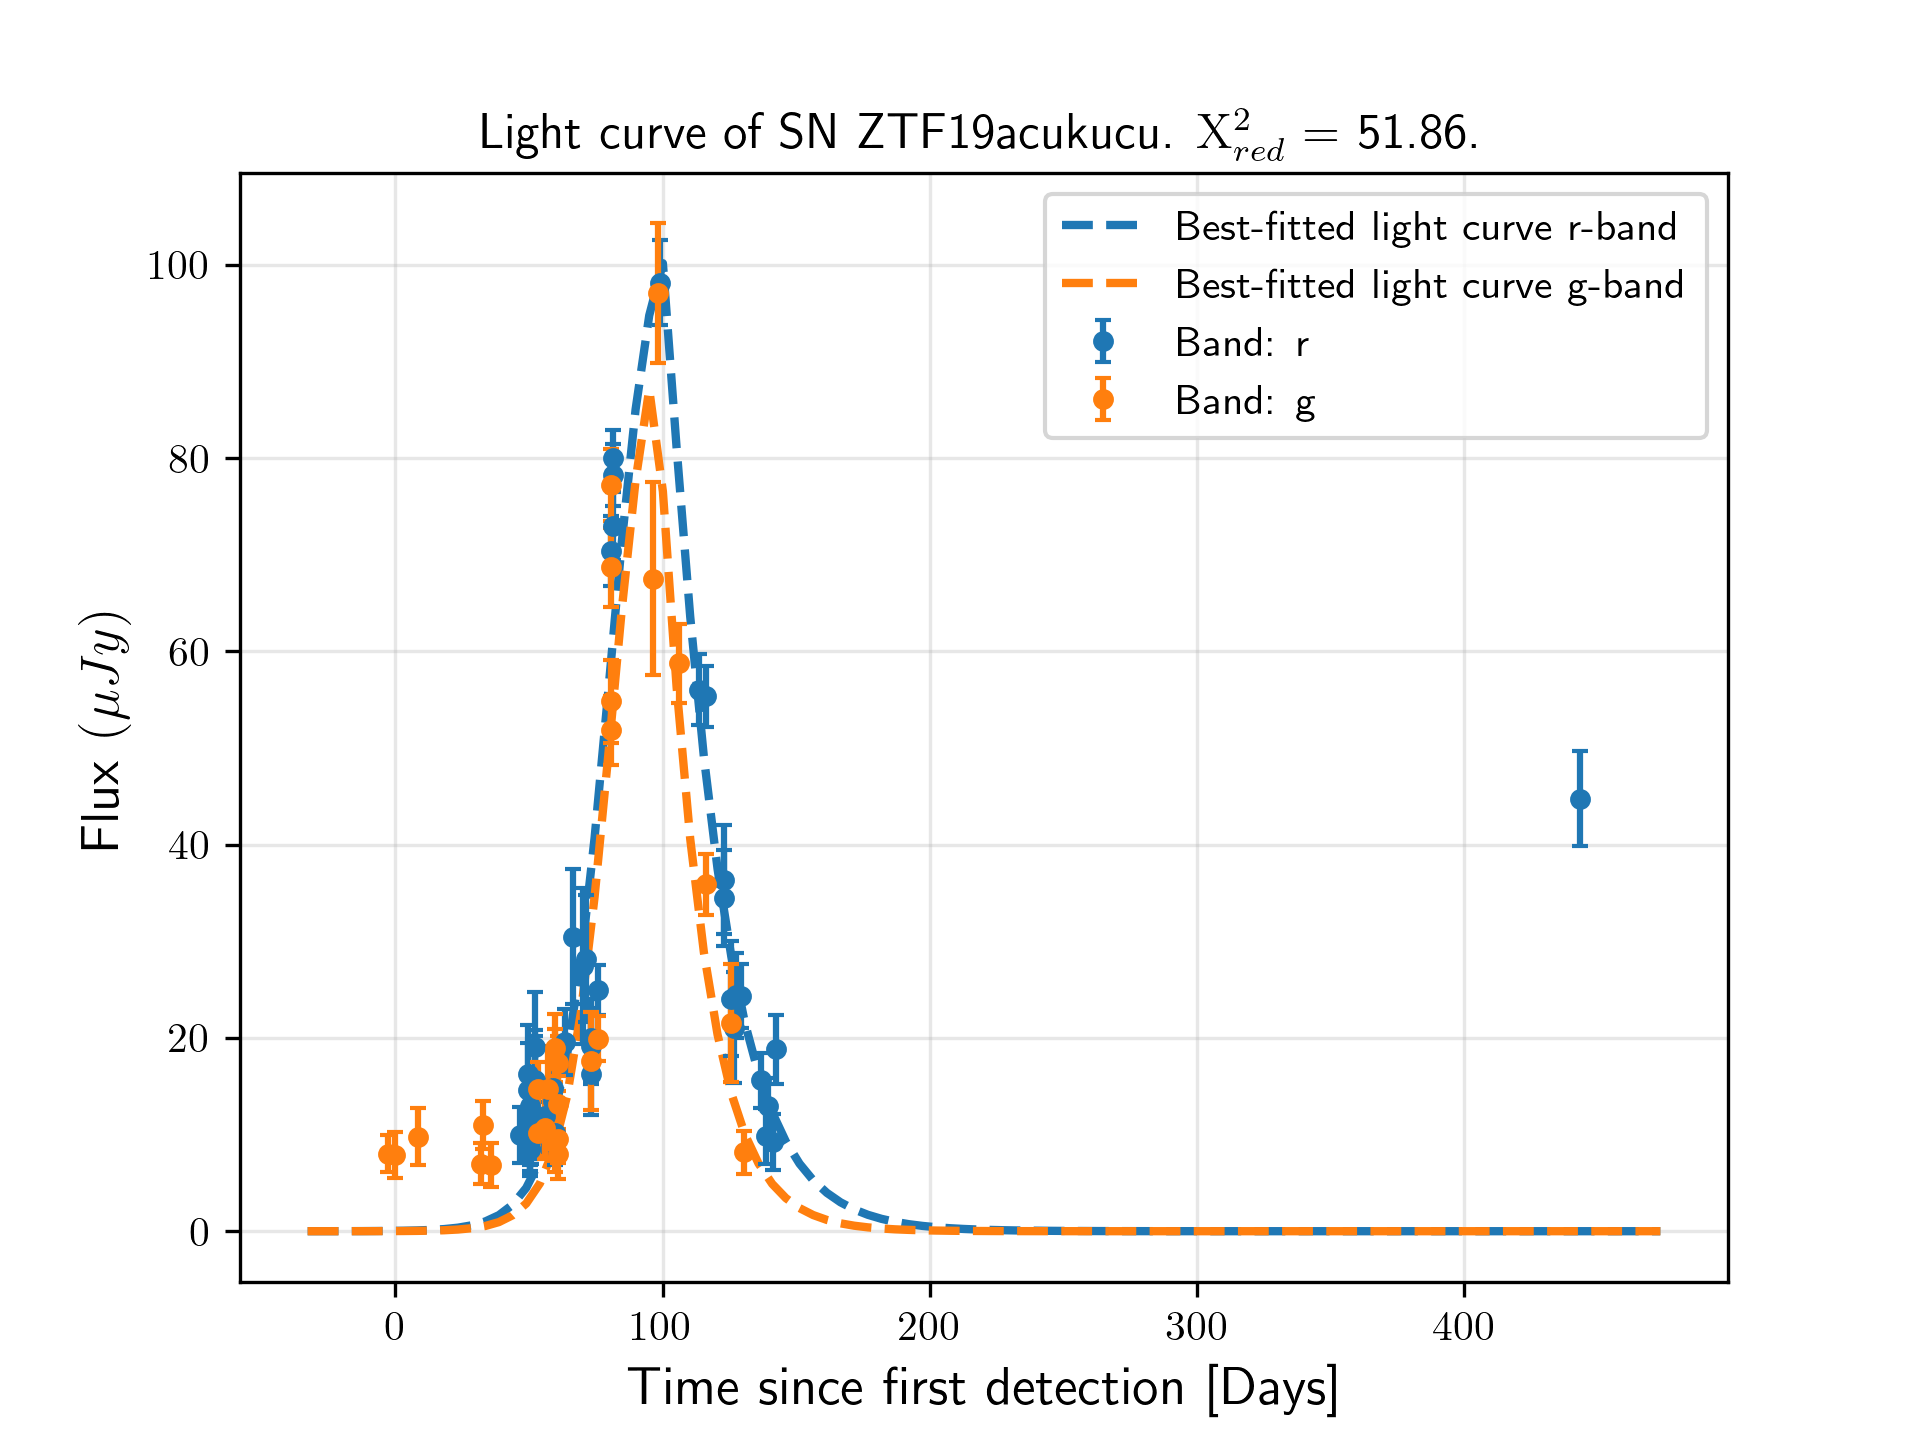 Light curve of SN ZTF19acukucu. X²_red = 51.86.
Best-fitted light curve r-band
Best-fitted light curve g-band
Band: r
Band: g
Flux (μJy)
100
80
60
40
20
0
0 100 200 300 400
Time since first detection [Days]